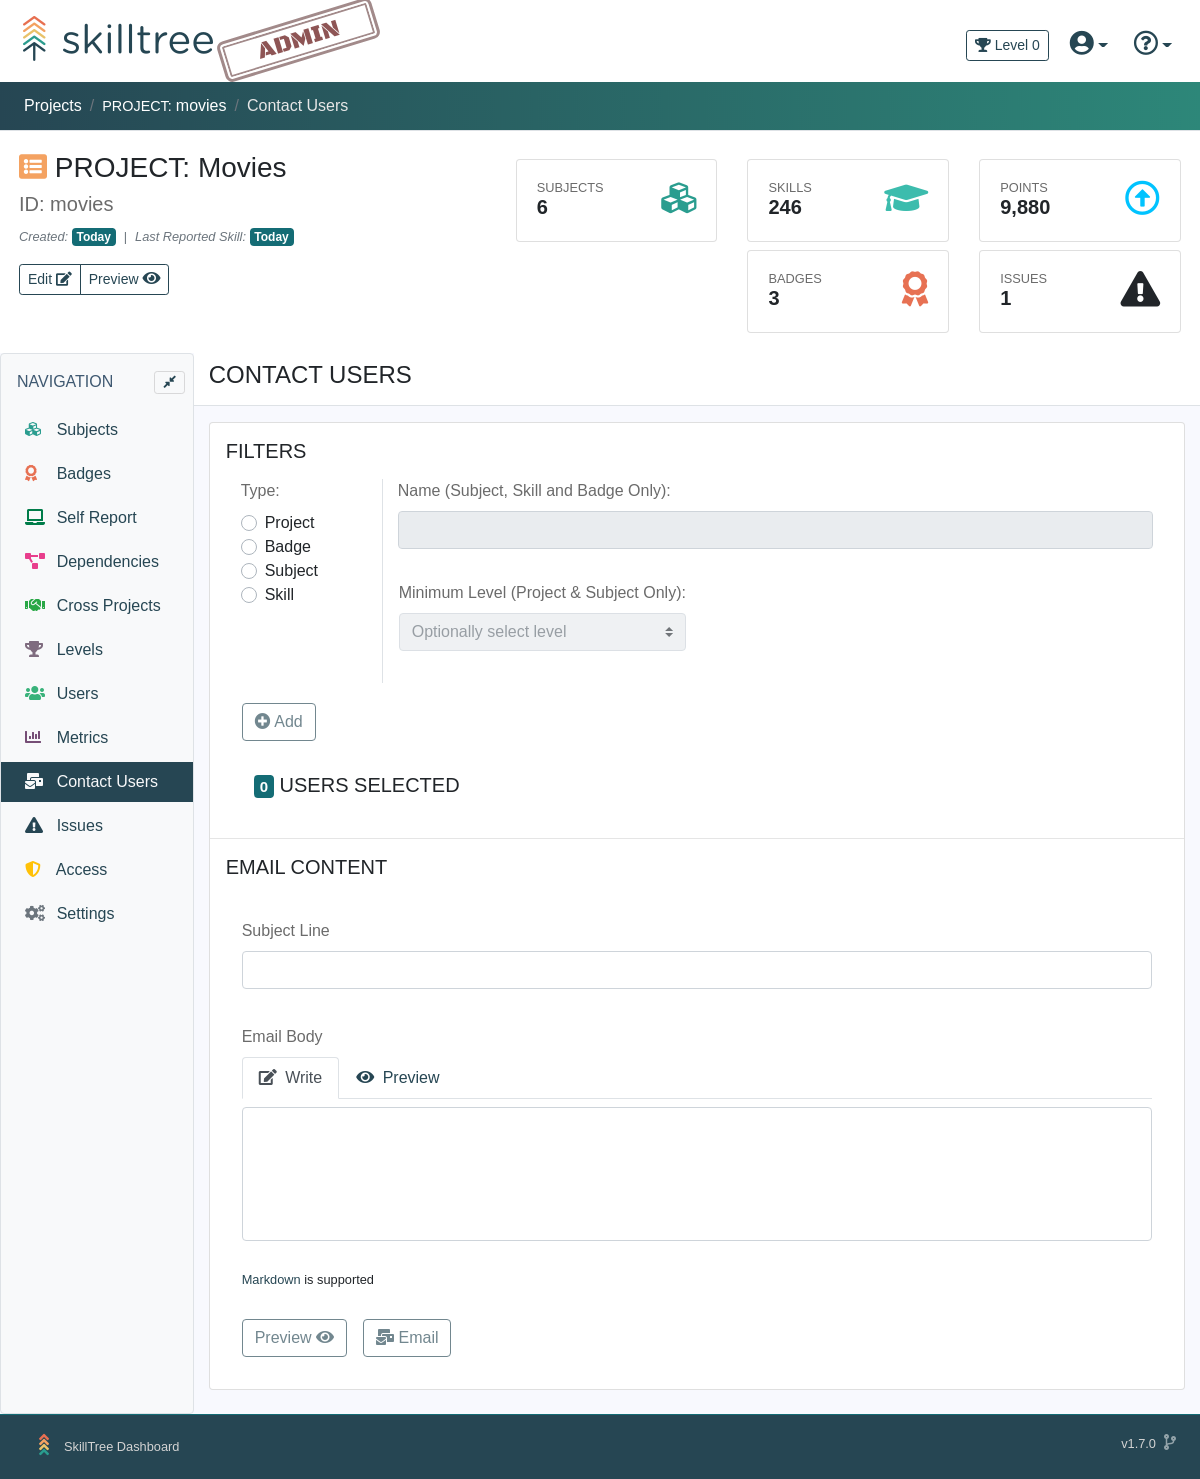 skilltree
ADMIN
Level 0
Projects / PROJECT: movies / Contact Users
PROJECT: Movies
ID: movies
Created: Today | Last Reported Skill: Today
Edit
Preview
SUBJECTS
6
SKILLS
246
POINTS
9,880
BADGES
3
ISSUES
1
NAVIGATION
Subjects
Badges
Self Report
Dependencies
Cross Projects
Levels
Users
Metrics
Contact Users
Issues
Access
Settings
CONTACT USERS
FILTERS
Type:
Project
Badge
Subject
Skill
Name (Subject, Skill and Badge Only):
Minimum Level (Project & Subject Only):
Optionally select level
Add
0 USERS SELECTED
EMAIL CONTENT
Subject Line
Email Body
Write
Preview
Markdown is supported
Preview
Email
SkillTree Dashboard
v1.7.0